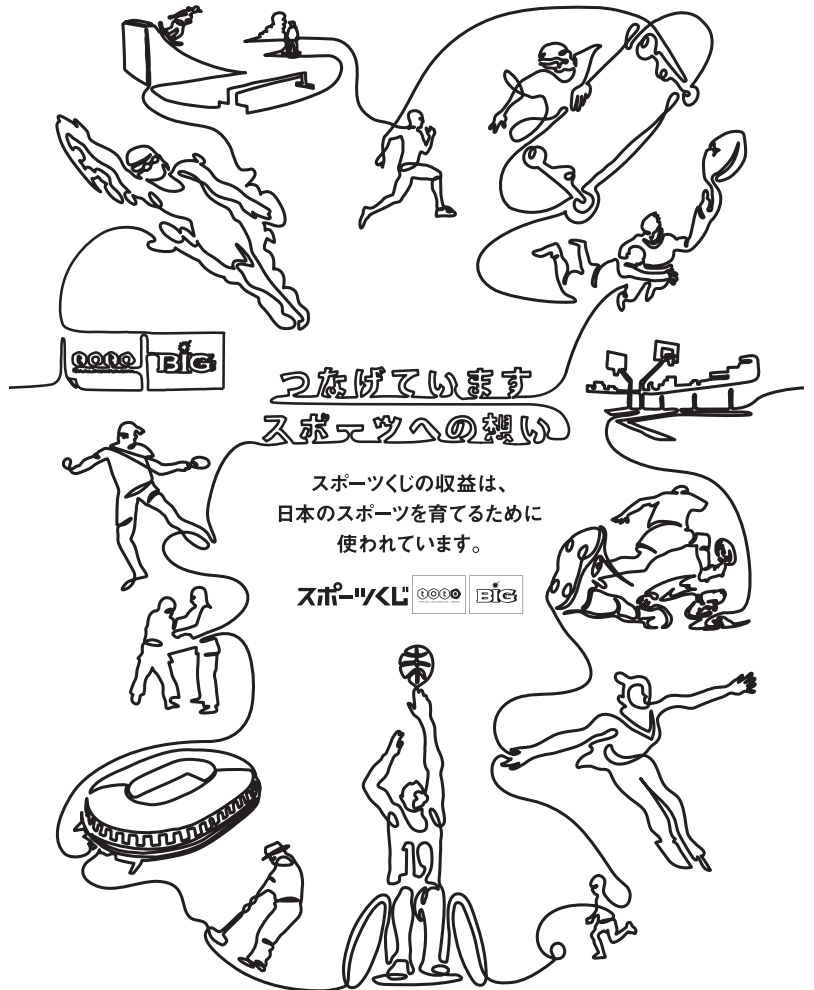 toto BIG
つなげています
スポーツへの想い
スポーツくじの収益は、
日本のスポーツを育てるために
使われています。
スポーツくじ toto BIG
10